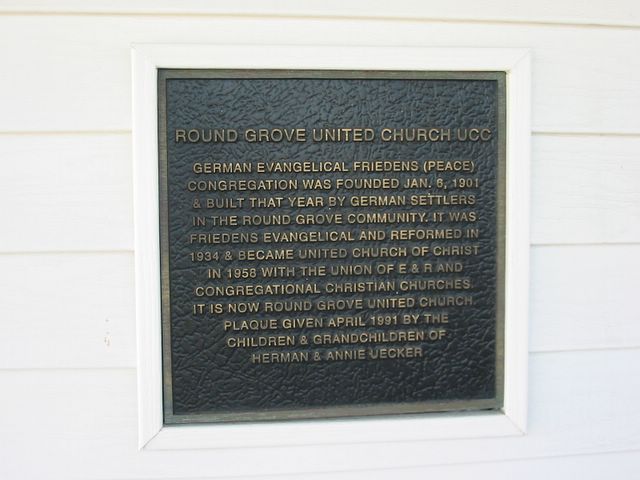 ROUND GROVE UNITED CHURCH UCC
GERMAN EVANGELICAL FRIEDENS (PEACE)
CONGREGATION WAS FOUNDED JAN. 6, 1901
& BUILT THAT YEAR BY GERMAN SETTLERS
IN THE ROUND GROVE COMMUNITY. IT WAS
FRIEDENS EVANGELICAL AND REFORMED IN
1934 & BECAME UNITED CHURCH OF CHRIST
IN 1958 WITH THE UNION OF E & R AND
CONGREGATIONAL CHRISTIAN CHURCHES.
IT IS NOW ROUND GROVE UNITED CHURCH.
PLAQUE GIVEN APRIL 1991 BY THE
CHILDREN & GRANDCHILDREN OF
HERMAN & ANNIE UECKER